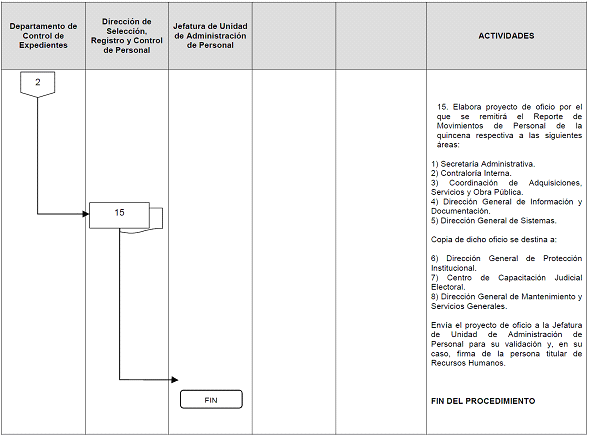 Departamento de
Control de
Expedientes
Dirección de
Selección,
Registro y Control
de Personal
Jefatura de Unidad
de Administración
de Personal
ACTIVIDADES
2
15
FIN
15. Elabora proyecto de oficio por el
que se remitirá el Reporte de
Movimientos de Personal de la
quincena respectiva a las siguientes
áreas:
1) Secretaría Administrativa.
2) Contraloría Interna.
3) Coordinación de Adquisiciones,
Servicios y Obra Pública.
4) Dirección General de Información y
Documentación.
5) Dirección General de Sistemas.
Copia de dicho oficio se destina a:
6) Dirección General de Protección
Institucional.
7) Centro de Capacitación Judicial
Electoral.
8) Dirección General de Mantenimiento y
Servicios Generales.
Envía el proyecto de oficio a la Jefatura
de Unidad de Administración de
Personal para su validación y, en su
caso, firma de la persona titular de
Recursos Humanos.
FIN DEL PROCEDIMIENTO